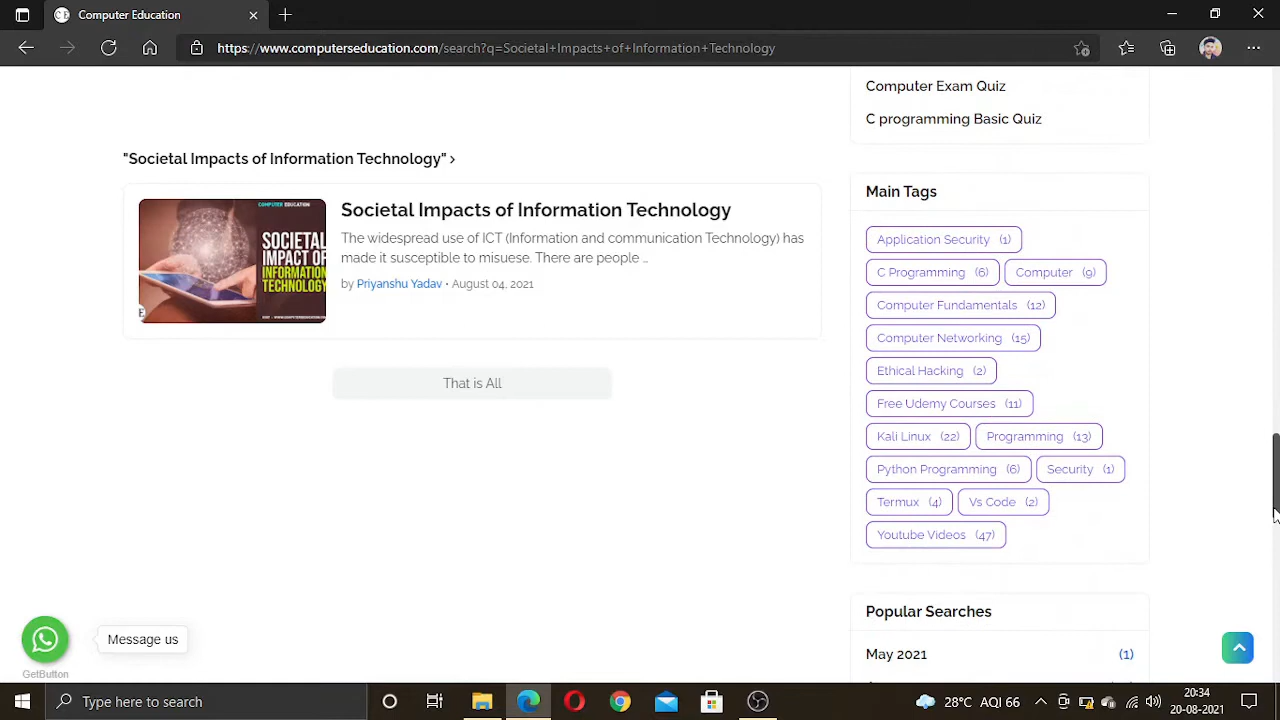 CE Computer Education
https://www.computerseducation.com/search?q=Societal+Impacts+of+Information+Technology
Computer Exam Quiz
C programming Basic Quiz
"Societal Impacts of Information Technology" ›
COMPUTER EDUCATION
SOCIETAL
IMPACT OF
INFORMATION
TECHNOLOGY
E
Societal Impacts of Information Technology
The widespread use of ICT (Information and communication Technology) has
made it susceptible to misuese. There are people …
by Priyanshu Yadav • August 04, 2021
That is All
Main Tags
Application Security (1)
C Programming (6) Computer (9)
Computer Fundamentals (12)
Computer Networking (15)
Ethical Hacking (2)
Free Udemy Courses (11)
Kali Linux (22) Programming (13)
Python Programming (6) Security (1)
Termux (4) Vs Code (2)
Youtube Videos (47)
Popular Searches
May 2021 (1)
Message us
GetButton
Type here to search
28°C AQI 66
20:34
20-08-2021